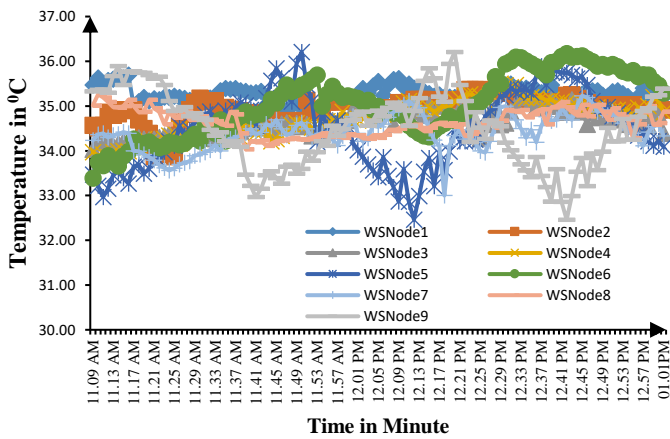 37.00
36.00
35.00
34.00
33.00
32.00
31.00
30.00
Temperature in ⁰C
WSNode1
WSNode2
WSNode3
WSNode4
WSNode5
WSNode6
WSNode7
WSNode8
WSNode9
11.09 AM
11.13 AM
11.17 AM
11.21 AM
11.25 AM
11.29 AM
11.33 AM
11.37 AM
11.41 AM
11.45 AM
11.49 AM
11.53 AM
11.57 AM
12.01 PM
12.05 PM
12.09 PM
12.13 PM
12.17 PM
12.21 PM
12.25 PM
12.29 PM
12.33 PM
12.37 PM
12.41 PM
12.45 PM
12.49 PM
12.53 PM
12.57 PM
01.01 PM
Time in Minute